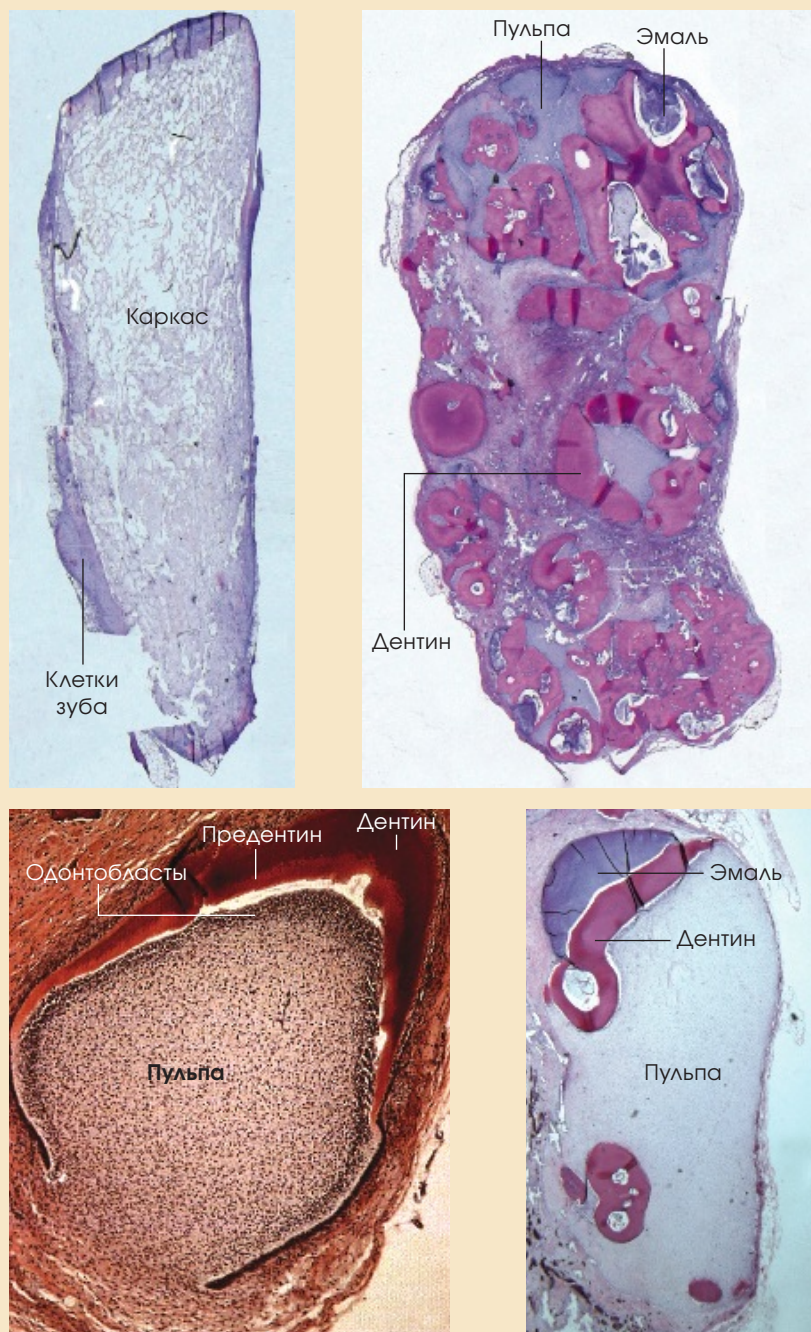 Каркас
Клетки
зуба
Пульпа
Эмаль
Дентин
Одонтобласты
Предентин
Дентин
Пульпа
Эмаль
Дентин
Пульпа